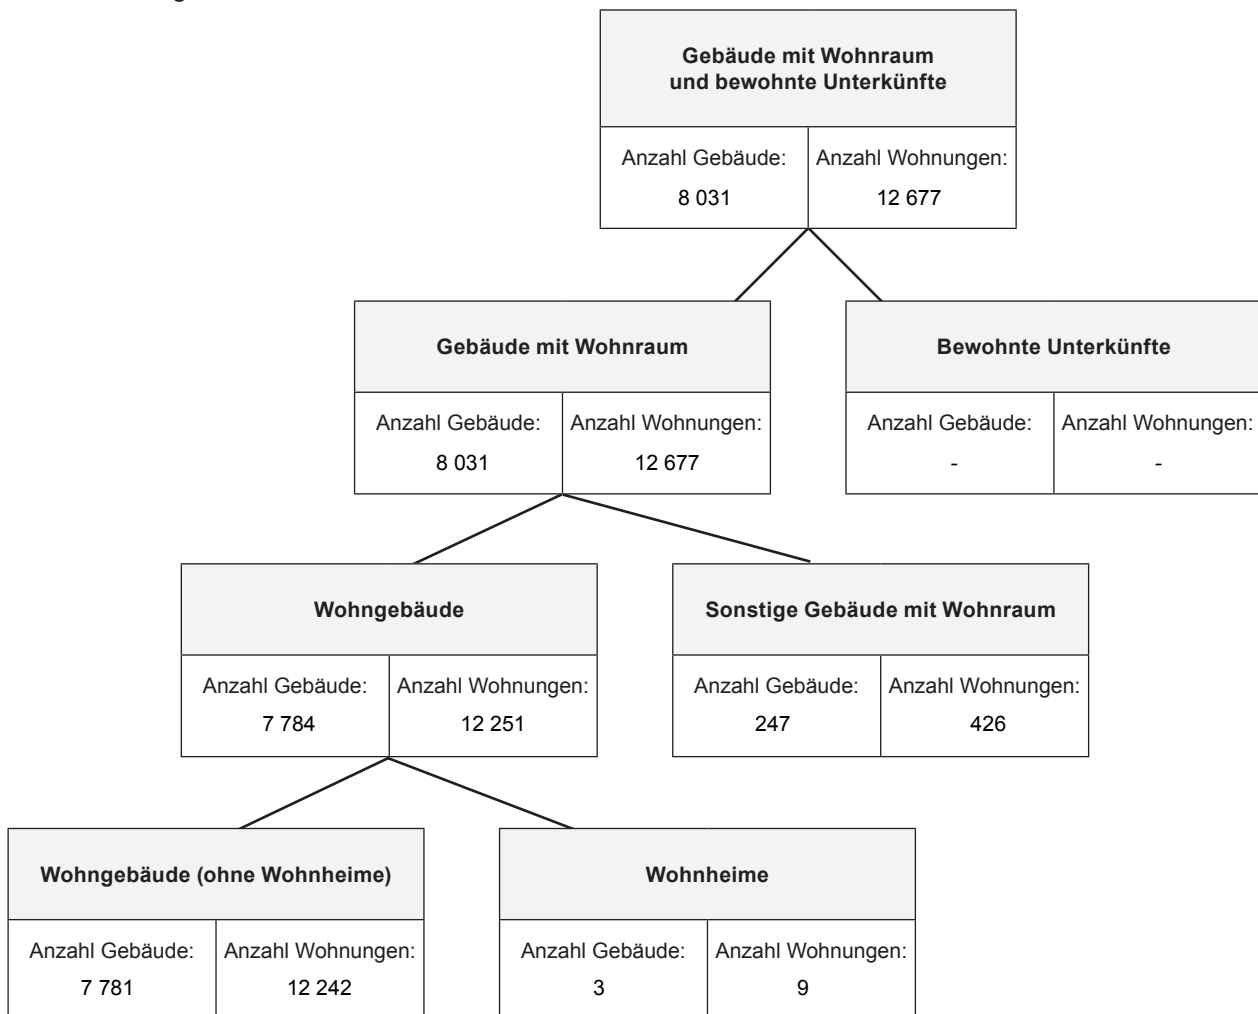 Gebäude mit Wohnraum
und bewohnte Unterkünfte
Anzahl Gebäude: Anzahl Wohnungen:
8 031 12 677
Gebäude mit Wohnraum Bewohnte Unterkünfte
Anzahl Gebäude: Anzahl Wohnungen: Anzahl Gebäude: Anzahl Wohnungen:
8 031 12 677 - -
Wohngebäude Sonstige Gebäude mit Wohnraum
Anzahl Gebäude: Anzahl Wohnungen: Anzahl Gebäude: Anzahl Wohnungen:
7 784 12 251 247 426
Wohngebäude (ohne Wohnheime) Wohnheime
Anzahl Gebäude: Anzahl Wohnungen: Anzahl Gebäude: Anzahl Wohnungen:
7 781 12 242 3 9